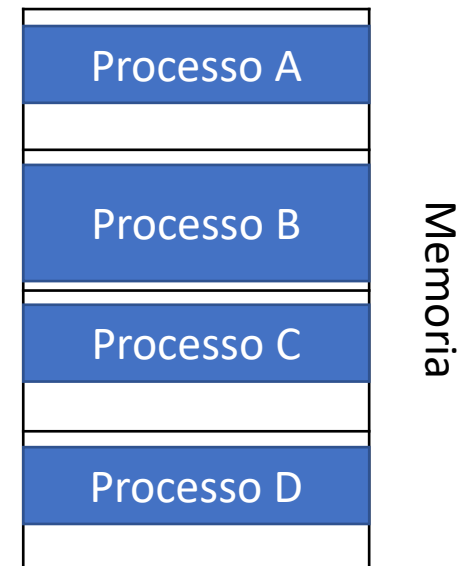 Processo A
Processo B
Processo C
Processo D
Memoria